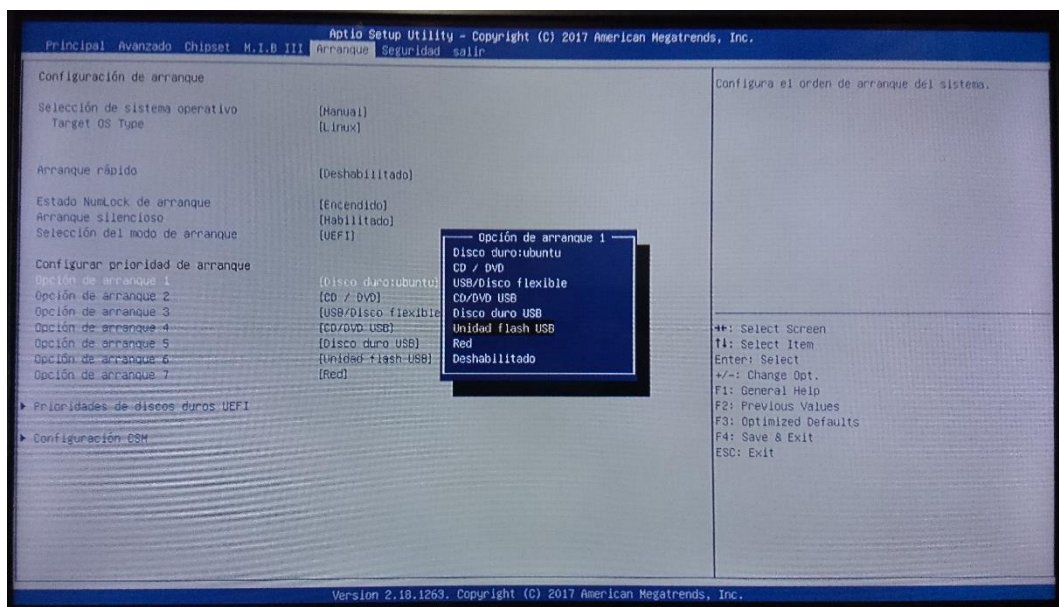 Aptio Setup Utility - Copyright (C) 2017 American Megatrends, Inc.
Principal Avanzado Chipset M.I.B III Arranque Seguridad salir
Configuración de arranque
Configura el orden de arranque del sistema.
Selección de sistema operativo [Manual]
Target OS Type [Linux]
Arranque rápido [Deshabilitado]
Estado NumLock de arranque [Encendido]
Arranque silencioso [Habilitado]
Selección del modo de arranque [UEFI]
Configurar prioridad de arranque
Opción de arranque 1 [Disco duro:ubuntu]
Opción de arranque 2 [CD / DVD]
Opción de arranque 3 [USB/Disco flexible
Opción de arranque 4 [CD/DVD USB]
Opción de arranque 5 [Disco duro USB]
Opción de arranque 6 [Unidad flash USB]
Opción de arranque 7 [Red]
Prioridades de discos duros UEFI
Configuración CSM
Opción de arranque 1
Disco duro:ubuntu
CD / DVD
USB/Disco flexible
CD/DVD USB
Disco duro USB
Unidad flash USB
Red
Deshabilitado
→←: Select Screen
↑↓: Select Item
Enter: Select
+/-: Change Opt.
F1: General Help
F2: Previous Values
F3: Optimized Defaults
F4: Save & Exit
ESC: Exit
Version 2.18.1263. Copyright (C) 2017 American Megatrends, Inc.